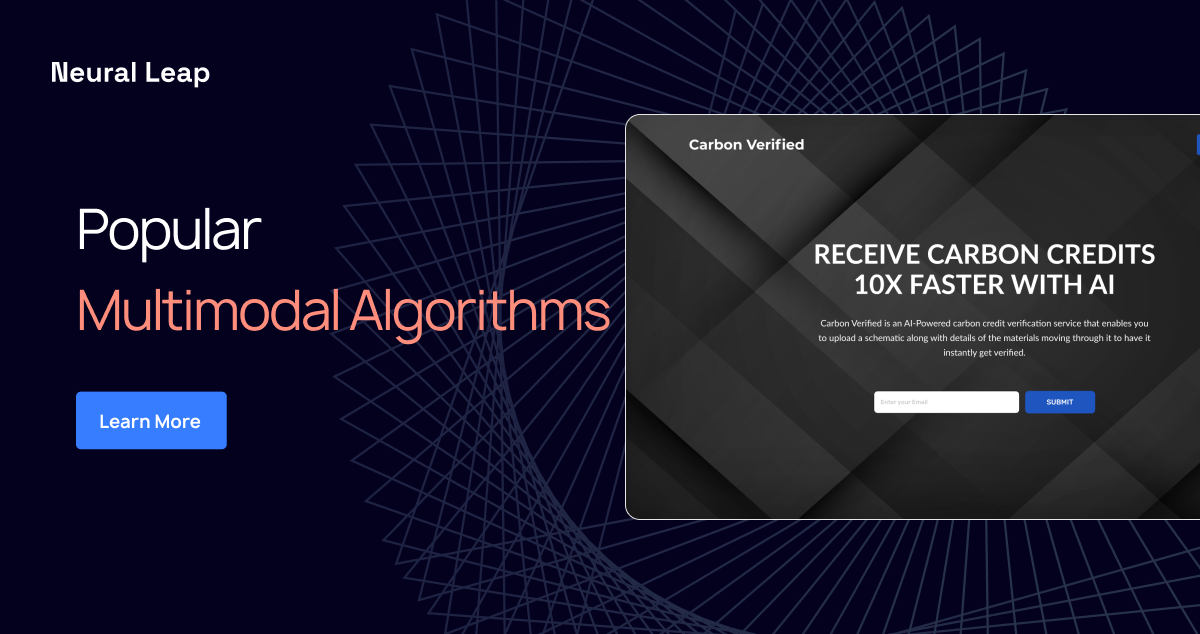 Neural Leap
Popular
Multimodal Algorithms
Learn More
Carbon Verified
RECEIVE CARBON CREDITS
10X FASTER WITH AI
Carbon Verified is an AI-Powered carbon credit verification service that enables you
to upload a schematic along with details of the materials moving through it to have it
instantly get verified.
Enter your Email
SUBMIT